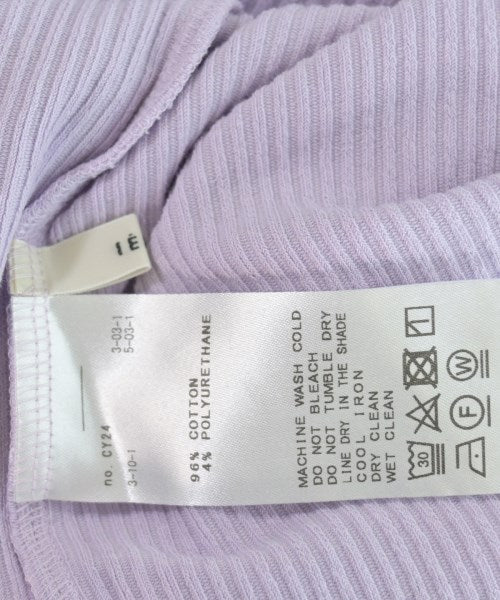 no. CY24
3-10-1
3-03-1
5-03-1
96% COTTON
4% POLYURETHANE
MACHINE WASH COLD
DO NOT BLEACH
DO NOT TUMBLE DRY
LINE DRY IN THE SHADE
COOL IRON
DRY CLEAN
WET CLEAN
30
F
W